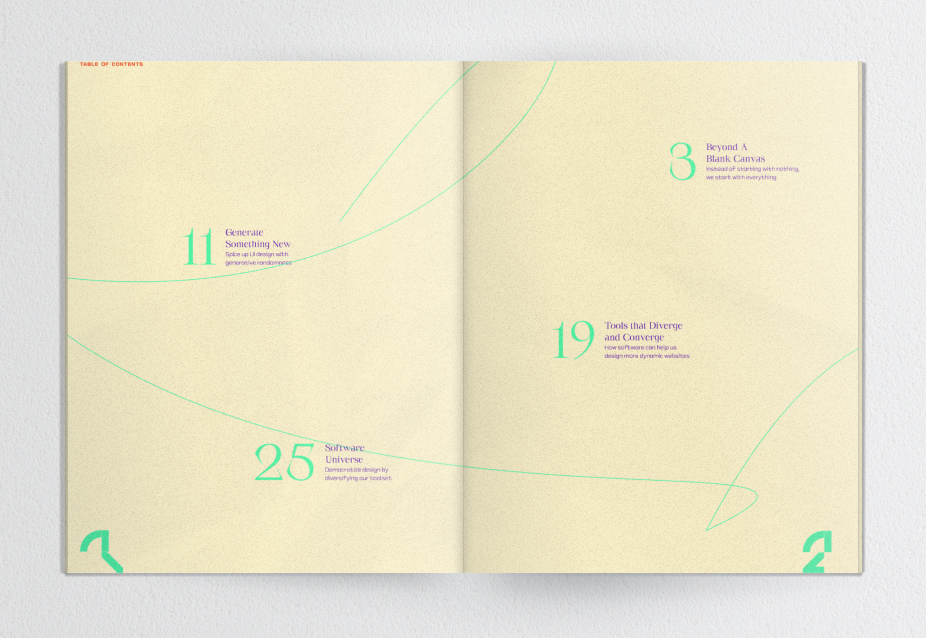 TABLE OF CONTENTS
3
Beyond A
Blank Canvas
Instead of starting with nothing,
we start with everything
11
Generate
Something New
Spice up UI design with
generative randomness
19
Tools that Diverge
and Converge
How software can help us
design more dynamic websites
25
Software
Universe
Democratize design by
diversifying our toolset
2